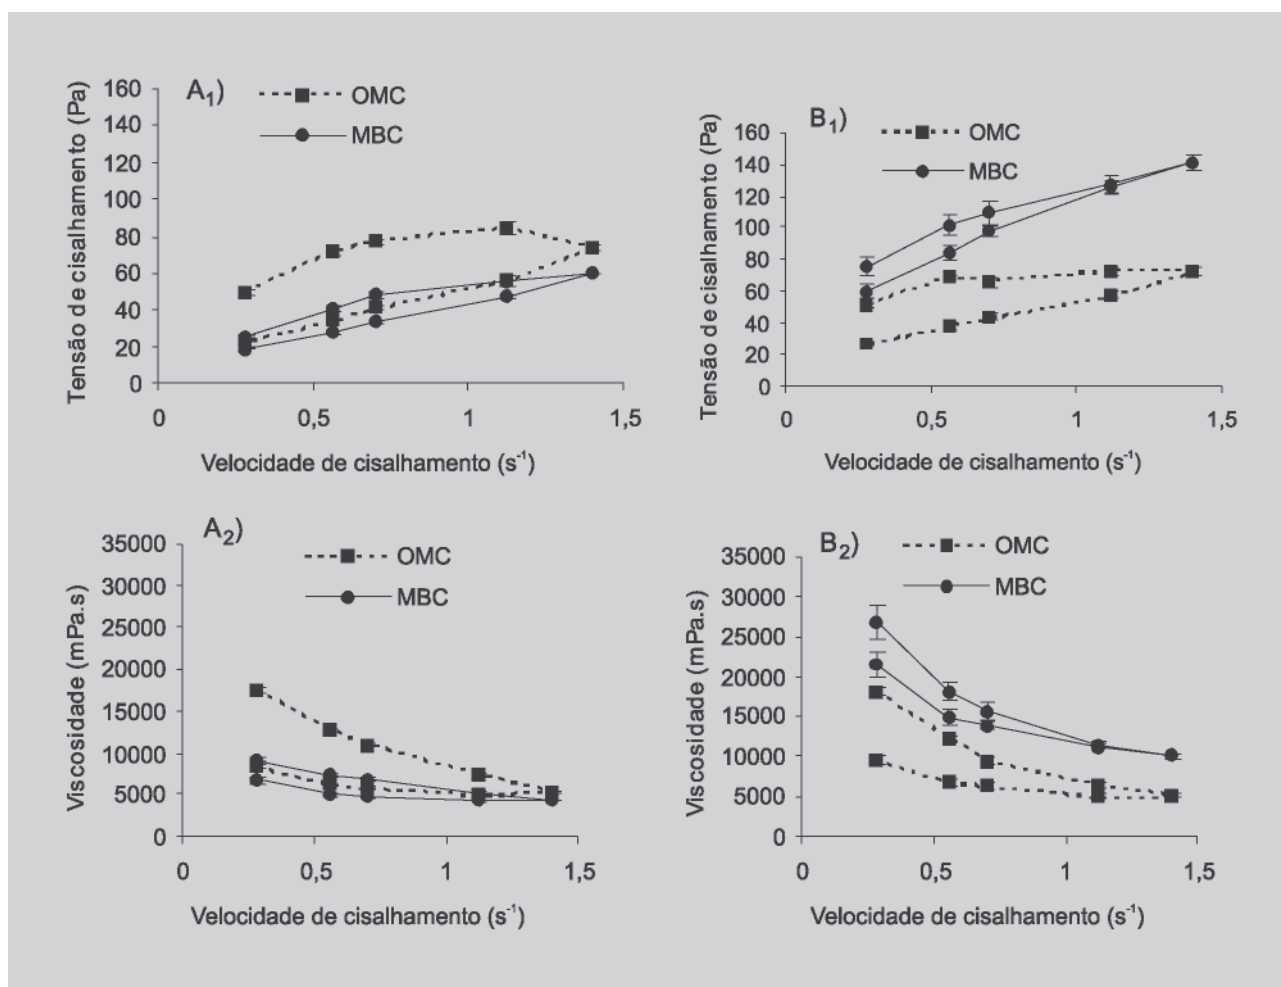 A1)
OMC
MBC
Tensão de cisalhamento (Pa)
160
140
120
100
80
60
40
20
0
0
0,5
1
1,5
Velocidade de cisalhamento (s-1)
B1)
OMC
MBC
Tensão de cisalhamento (Pa)
160
140
120
100
80
60
40
20
0
0
0,5
1
1,5
Velocidade de cisalhamento (s-1)
A2)
OMC
MBC
Viscosidade (mPa.s)
35000
30000
25000
20000
15000
10000
5000
0
0
0,5
1
1,5
Velocidade de cisalhamento (s-1)
B2)
OMC
MBC
Viscosidade (mPa.s)
35000
30000
25000
20000
15000
10000
5000
0
0
0,5
1
1,5
Velocidade de cisalhamento (s-1)